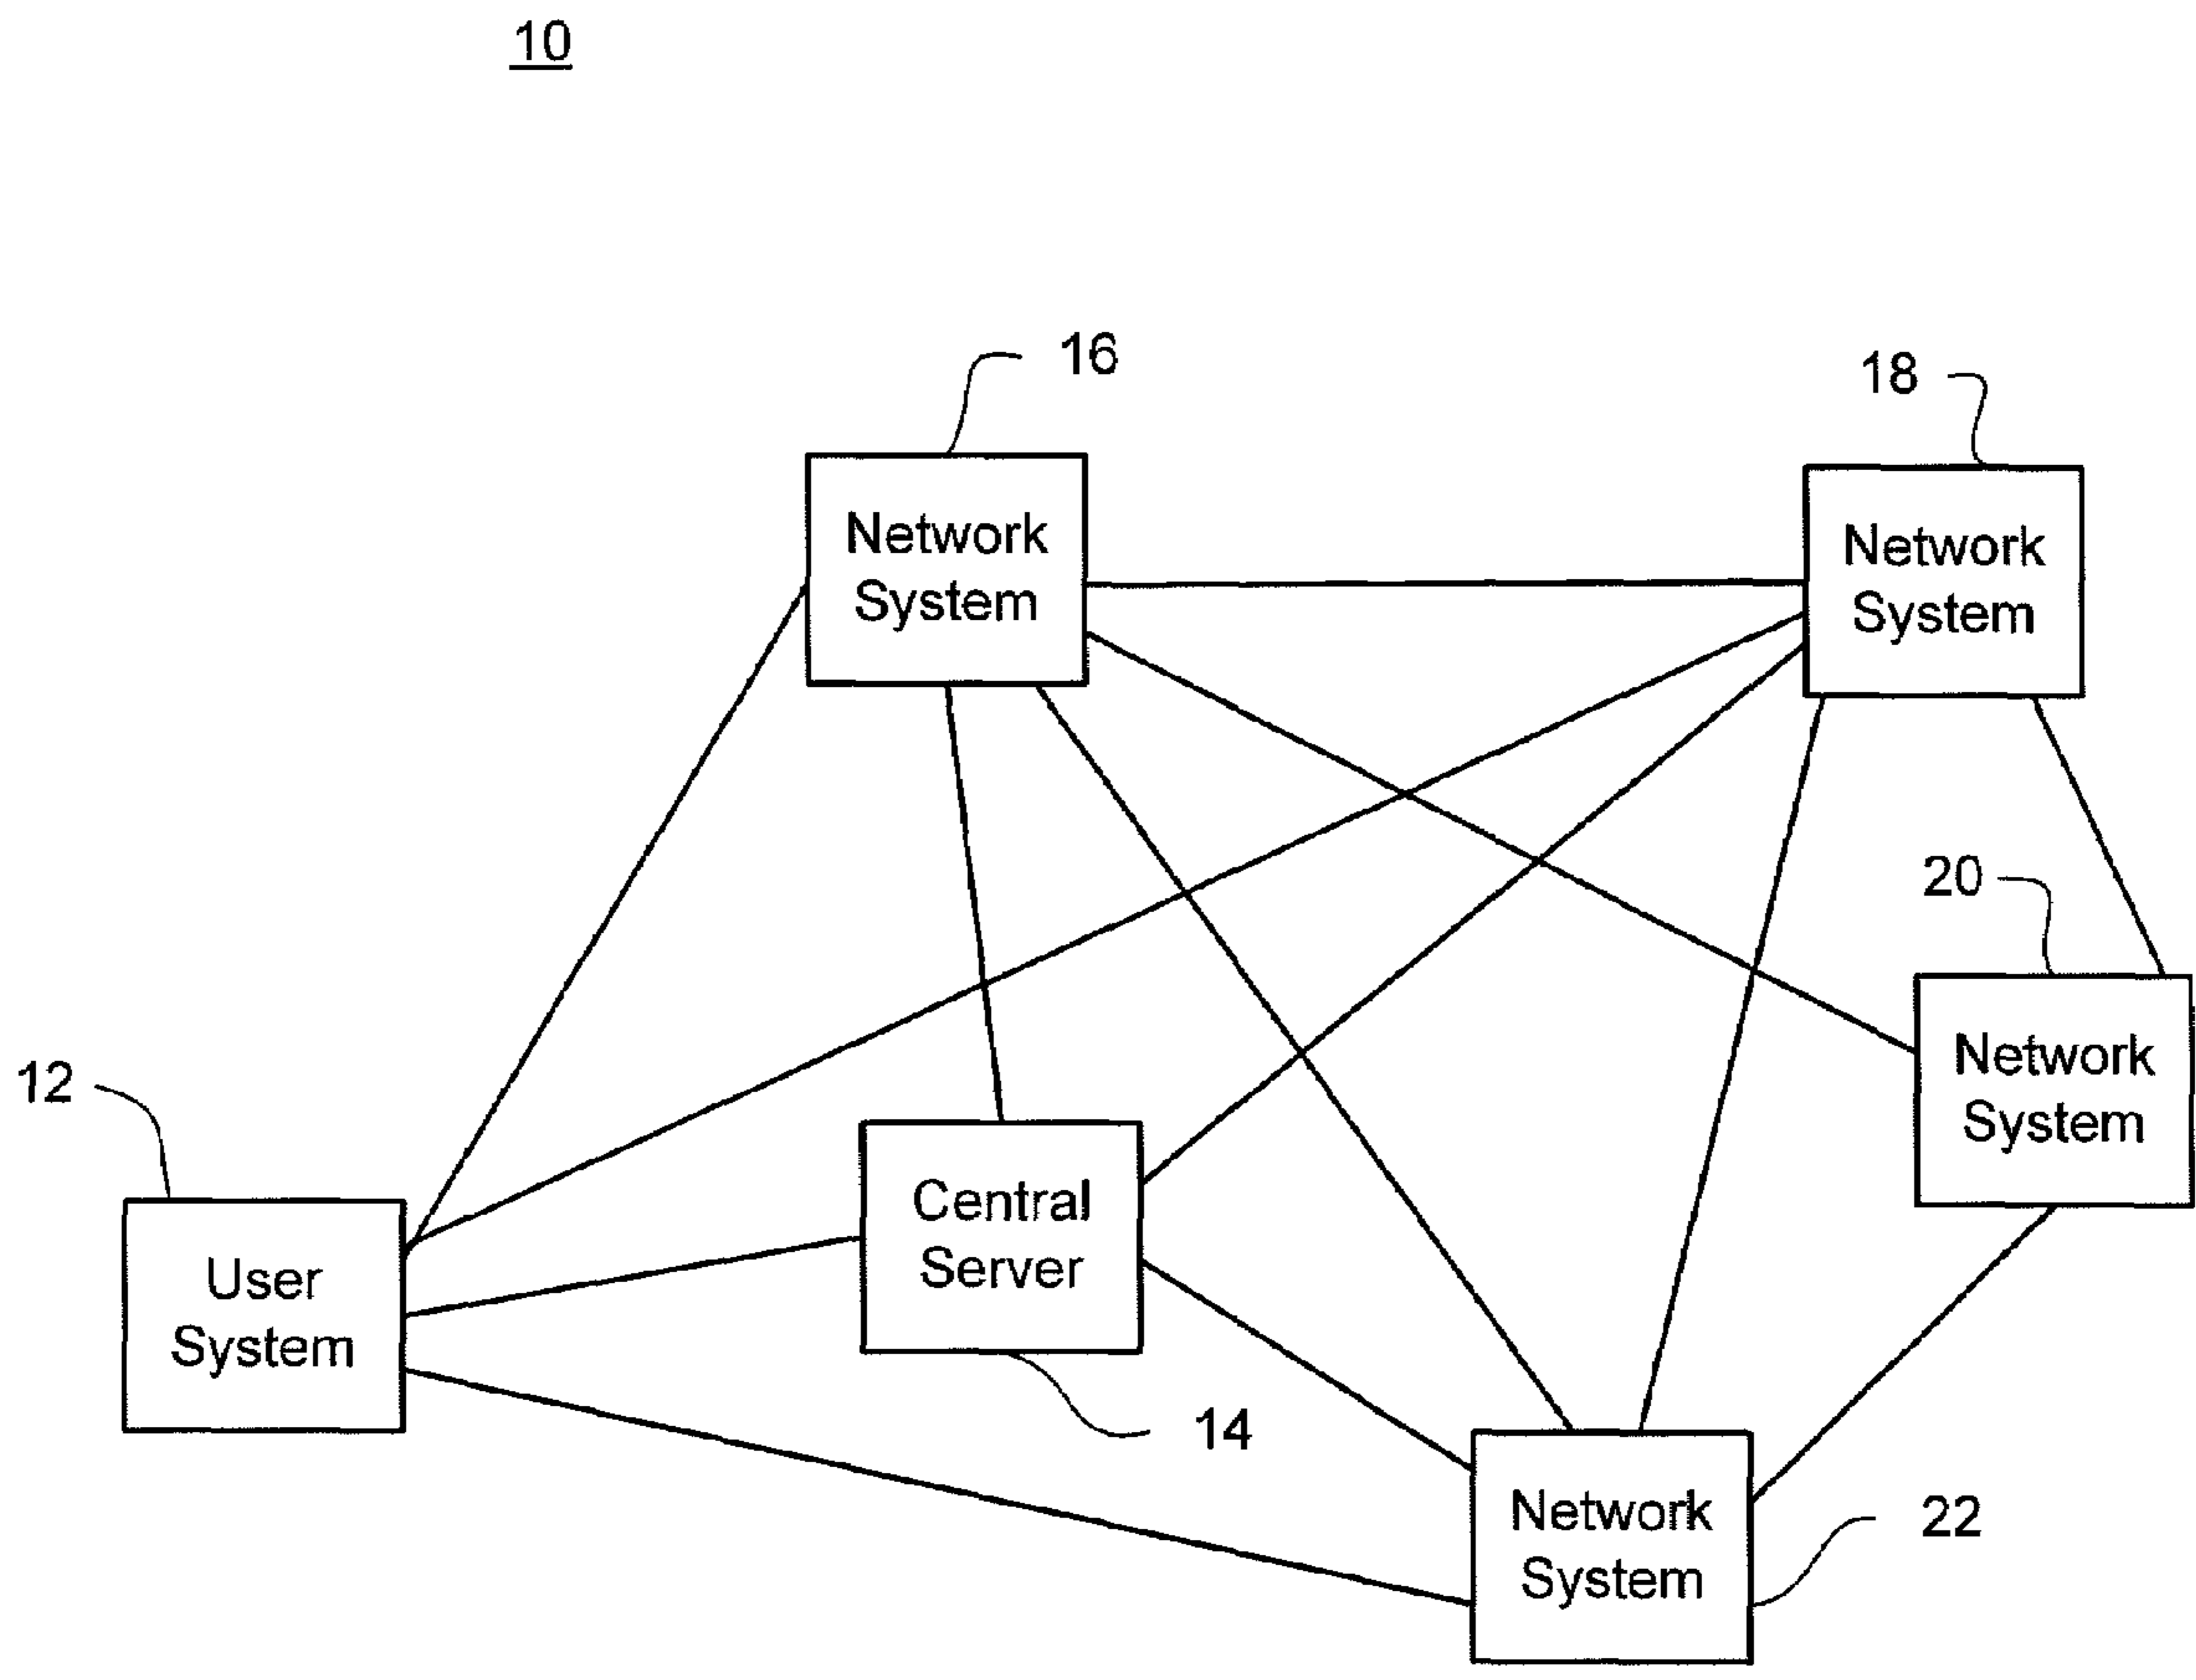 10
16
18
Network
System
Network
System
20
12
Network
System
Central
Server
User
System
14
Network
System
22